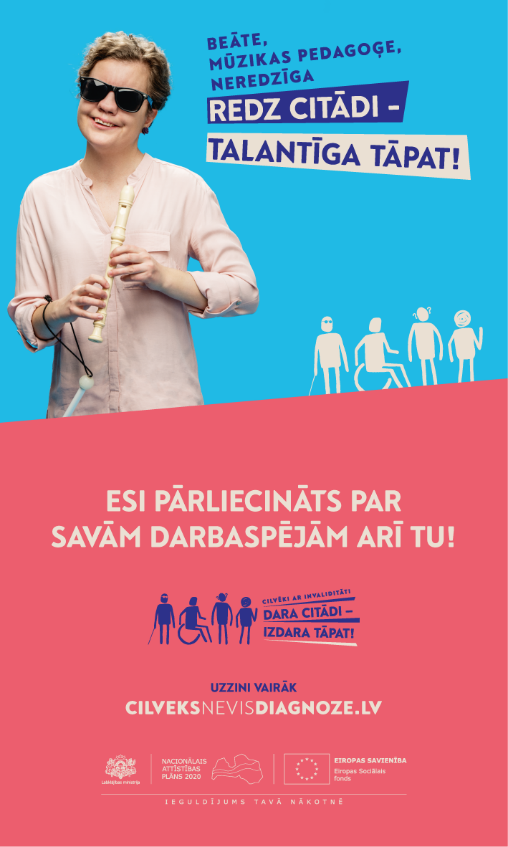 BEĀTE,
MŪZIKAS PEDAGOĢE,
NEREDZĪGA
REDZ CITĀDI –
TALANTĪGA TĀPAT!
ESI PĀRLIECINĀTS PAR
SAVĀM DARBASPĒJĀM ARĪ TU!
CILVĒKI AR INVALIDITĀTI
DARA CITĀDI –
IZDARA TĀPAT!
UZZINI VAIRĀK
CILVEKSNEVISDIAGNOZE.LV
Labklājības ministrija
NACIONĀLAIS
ATTĪSTĪBAS
PLĀNS 2020
EIROPAS SAVIENĪBA
Eiropas Sociālais
fonds
IEGULDĪJUMS TAVĀ NĀKOTNĒ